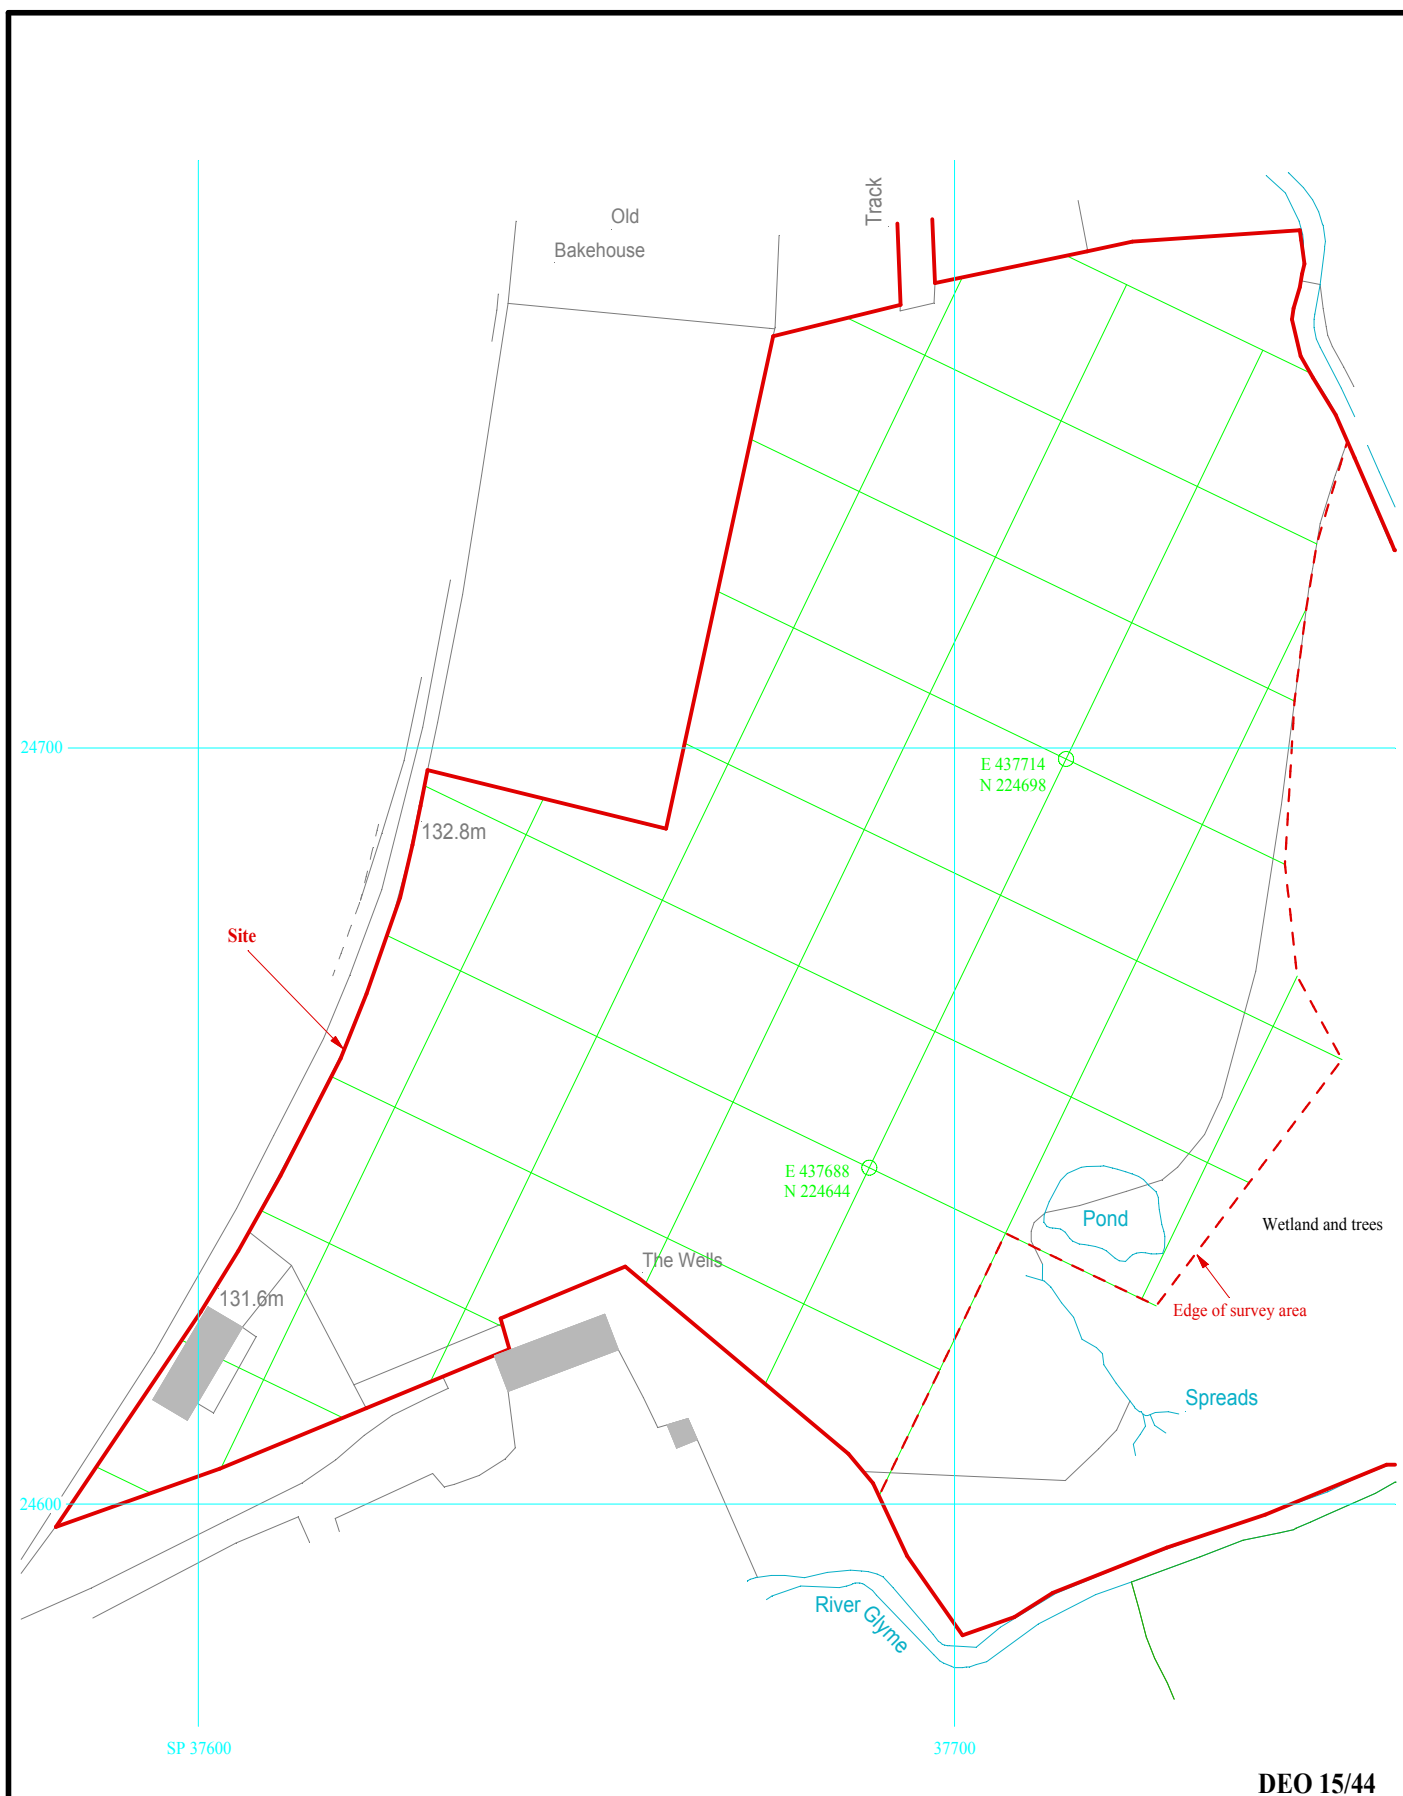 Track
Old
Bakehouse
24700
E 437714
N 224698
132.8m
Site
E 437688
N 224644
Pond
Wetland and trees
The Wells
131.6m
Edge of survey area
Spreads
24600
River Glyme
SP 37600
37700
DEO 15/44